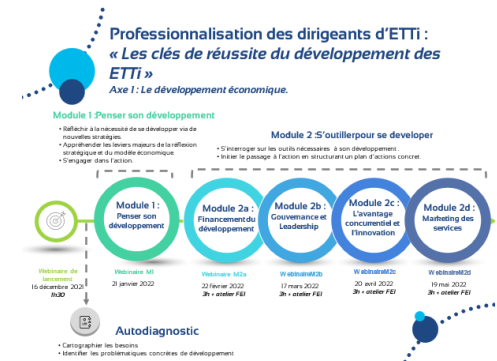 Professionnalisation des dirigeants d'ETTi :
« Les clés de réussite du développement des
ETTi »
Axe 1 : Le développement économique.
Module 1 :Penser son développement
• Réfléchir à la nécessité de se développer via de
nouvelles stratégies.
• Appréhender les leviers majeurs de la réflexion
stratégique et du modèle économique.
• S'engager dans l'action.
Module 2 :S'outillerpour se developer
• S'interroger sur les outils nécessaires à son développement .
• Initier le passage à l'action en structurant un plan d'actions concret.
Module 1 :
Penser son
développement
Module 2a :
Financement du
développement
Module 2b :
Gouvernance et
Leadership
Module 2c :
L'avantage
concurrentiel et
l'innovation
Module 2d :
Marketing des
services
Webinaire de
lancement
16 décembre 2021
1h30
Webinaire M1
21 janvier 2022
Webinaire M2a
22 février 2022
3h + atelier FEI
Webinaire M2b
17 mars 2022
3h + atelier FEI
Webinaire M2c
20 avril 2022
3h + atelier FEI
Webinaire M2d
19 mai 2022
3h + atelier FEI
Autodiagnostic
• Cartographier les besoins
• Identifier les problématiques concrètes de développement